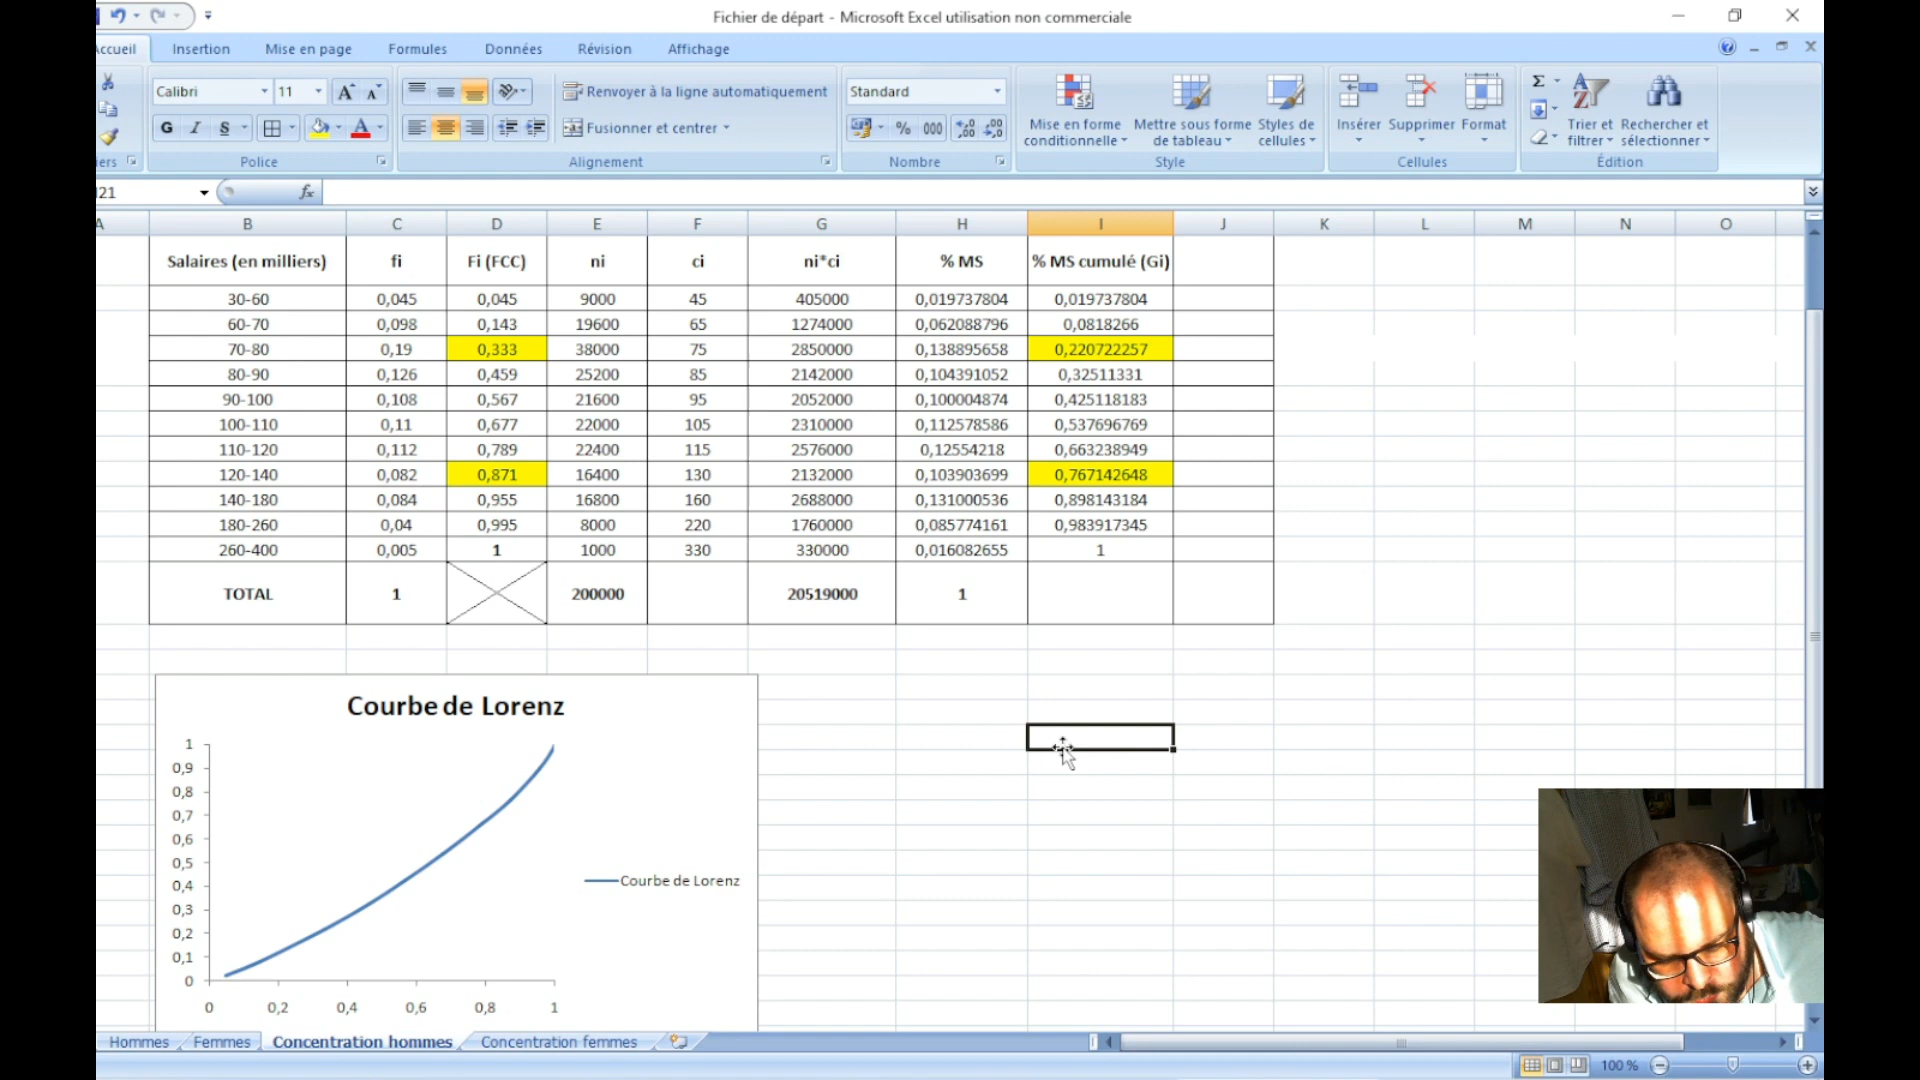 Fichier de départ - Microsoft Excel utilisation non commerciale
ccueil Insertion Mise en page Formules Données Révision Affichage
Calibri 11 A A Renvoyer à la ligne automatiquement Standard
G I S A Fusionner et centrer % 000
Mise en forme conditionnelle Mettre sous forme de tableau Styles de cellules Insérer Supprimer Format Σ Trier et filtrer Rechercher et sélectionner
ers Police Alignement Nombre Style Cellules Édition
I21 fx
A B C D E F G H I J K L M N O
Salaires (en milliers) fi Fi (FCC) ni ci ni*ci % MS % MS cumulé (Gi)
30-60 0,045 0,045 9000 45 405000 0,019737804 0,019737804
60-70 0,098 0,143 19600 65 1274000 0,062088796 0,0818266
70-80 0,19 0,333 38000 75 2850000 0,138895658 0,220722257
80-90 0,126 0,459 25200 85 2142000 0,104391052 0,32511331
90-100 0,108 0,567 21600 95 2052000 0,100004874 0,425118183
100-110 0,11 0,677 22000 105 2310000 0,112578586 0,537696769
110-120 0,112 0,789 22400 115 2576000 0,12554218 0,663238949
120-140 0,082 0,871 16400 130 2132000 0,103903699 0,767142648
140-180 0,084 0,955 16800 160 2688000 0,131000536 0,898143184
180-260 0,04 0,995 8000 220 1760000 0,085774161 0,983917345
260-400 0,005 1 1000 330 330000 0,016082655 1
TOTAL 1 200000 20519000 1
Courbe de Lorenz
1
0,9
0,8
0,7
0,6
0,5
0,4
0,3
0,2
0,1
0
Courbe de Lorenz
0 0,2 0,4 0,6 0,8 1
Hommes Femmes Concentration hommes Concentration femmes
100 %